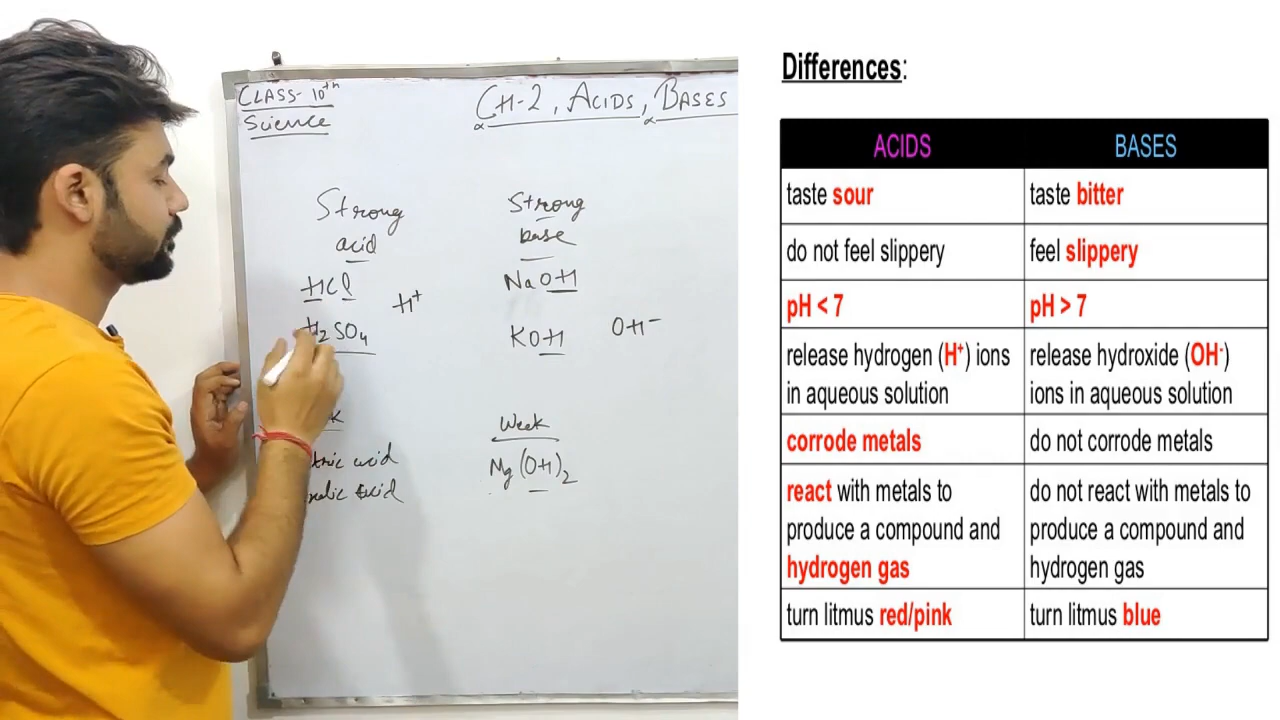 CLASS-10th
Science
CH-2, ACIDS, BASES
Strong
acid
HCl
H+
H2SO4
acid
acid
Strong
base
NaOH
KOH
OH-
Week
Mg(OH)2
Differences:
ACIDS BASES
taste sour taste bitter
do not feel slippery feel slippery
pH < 7 pH > 7
release hydrogen (H+) ions release hydroxide (OH-)
in aqueous solution ions in aqueous solution
corrode metals do not corrode metals
react with metals to do not react with metals to
produce a compound and produce a compound and
hydrogen gas hydrogen gas
turn litmus red/pink turn litmus blue